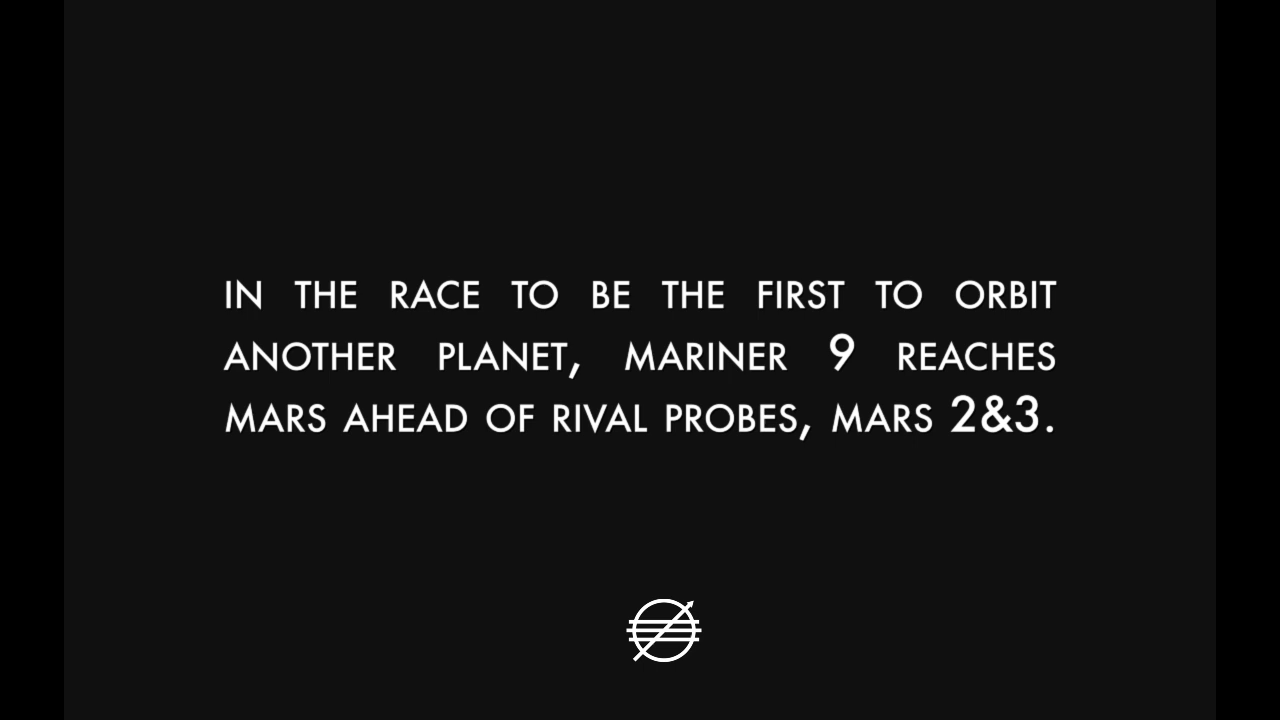 IN THE RACE TO BE THE FIRST TO ORBIT
ANOTHER PLANET, MARINER 9 REACHES
MARS AHEAD OF RIVAL PROBES, MARS 2&3.